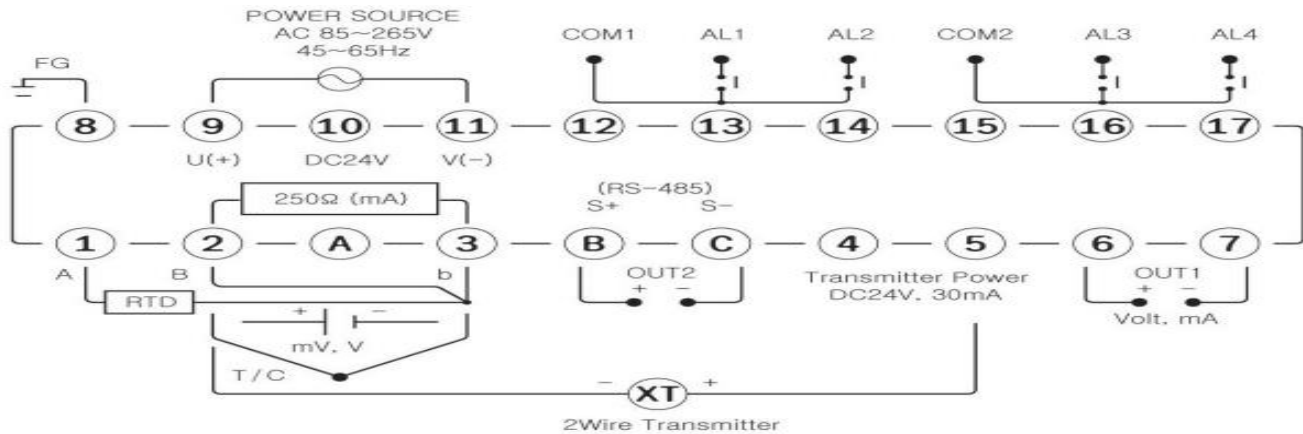 POWER SOURCE
AC 85~265V
45~65Hz
COM1 AL1 AL2 COM2 AL3 AL4
FG
8 9 10 11 12 13 14 15 16 17
U(+) DC24V V(-)
250Ω (mA)
(RS-485)
S+ S-
1 2 A 3 B C 4 5 6 7
A B b
OUT2
+ -
Transmitter Power
DC24V, 30mA
OUT1
+ -
Volt, mA
RTD
+ -
mV, V
T/C
- XT +
2Wire Transmitter